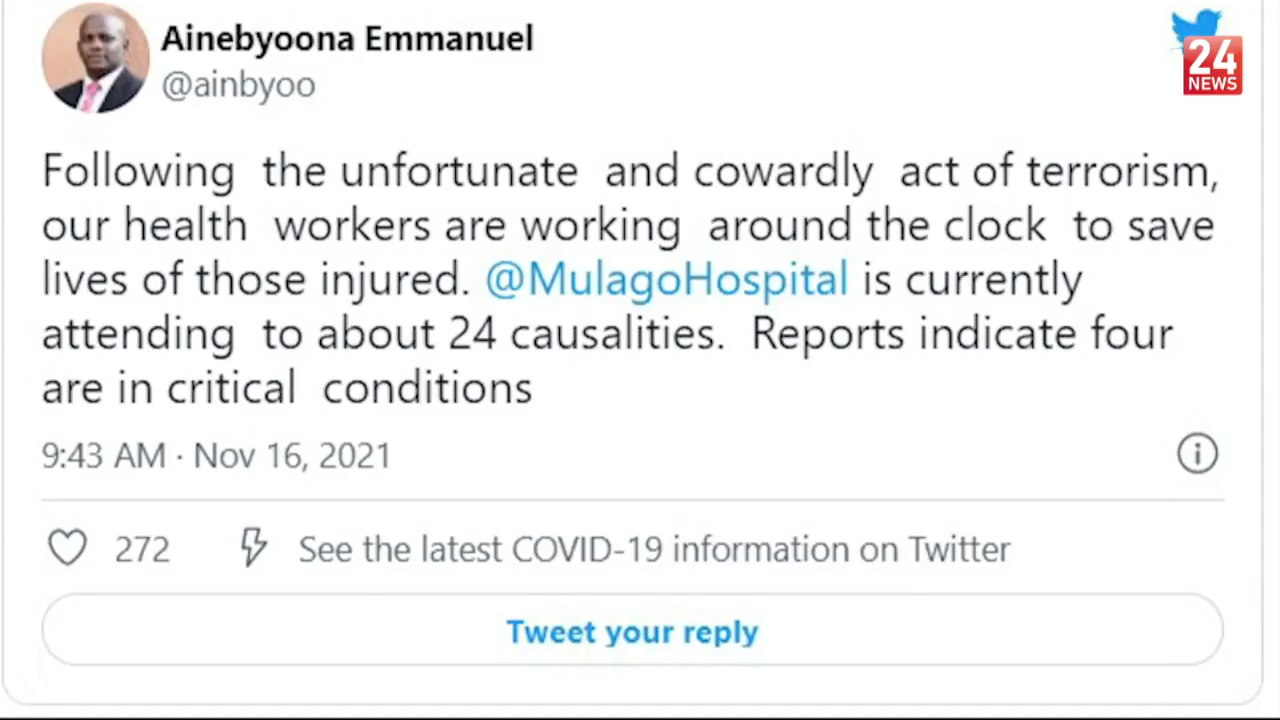 Ainebyoona Emmanuel
@ainbyoo
24
NEWS
Following the unfortunate and cowardly act of terrorism,
our health workers are working around the clock to save
lives of those injured. @MulagoHospital is currently
attending to about 24 causalities. Reports indicate four
are in critical conditions
9:43 AM · Nov 16, 2021
272
See the latest COVID-19 information on Twitter
Tweet your reply